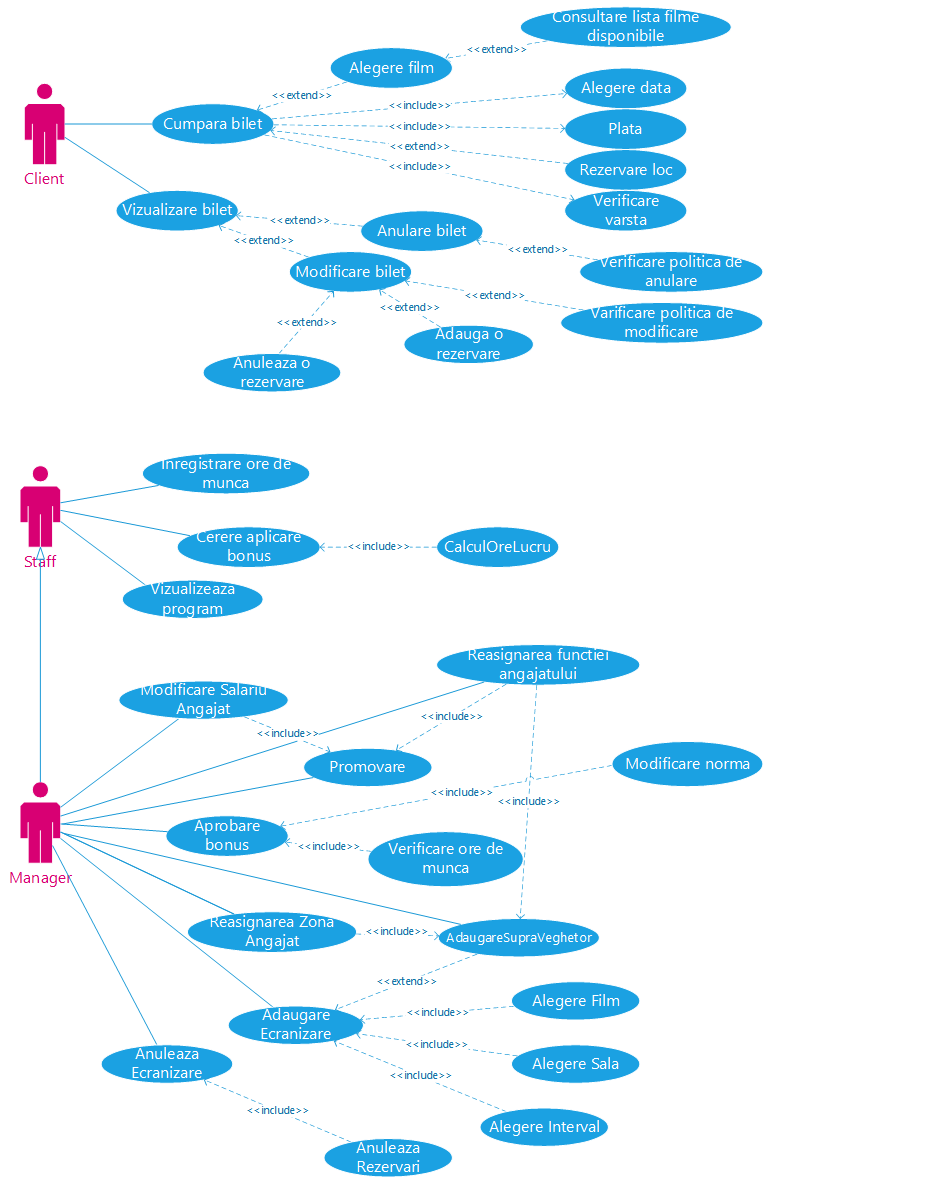 Consultare lista filme
disponibile
<<extend>>
Alegere film
<<extend>>
Alegere data
<<include>>
Cumpara bilet
<<include>>
Plata
<<extend>>
<<include>>
Rezervare loc
Client
Verificare
varsta
Vizualizare bilet
<<extend>>
Anulare bilet
<<extend>>
<<extend>>
Verificare politica de
anulare
Modificare bilet
<<extend>>
<<extend>>
Varificare politica de
modificare
<<extend>>
Adauga o
rezervare
Anuleaza o
rezervare
Inregistrare ore de
munca
Cerere aplicare
bonus
<<include>>
CalculOreLucru
Staff
Vizualizeaza
program
Reasignarea functiei
angajatului
Modificare Salariu
Angajat
<<include>>
<<include>>
Promovare
Modificare norma
<<include>>
<<include>>
Aprobare
bonus
<<include>>
Verificare ore de
munca
Manager
Reasignarea Zona
Angajat
<<include>>
AdaugareSupraVeghetor
<<extend>>
Alegere Film
<<include>>
Adaugare
Ecranizare
<<include>>
Alegere Sala
Anuleaza
Ecranizare
<<include>>
<<include>>
Alegere Interval
Anuleaza
Rezervari